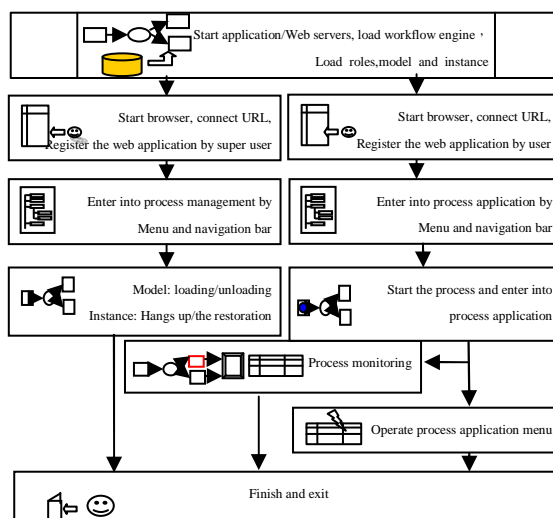 Start application/Web servers, load workflow engine，
Load roles,model and instance
Start browser, connect URL,
Register the web application by super user
Start browser, connect URL,
Register the web application by user
Enter into process management by
Menu and navigation bar
Enter into process application by
Menu and navigation bar
Model: loading/unloading
Instance: Hangs up/the restoration
Start the process and enter into
process application
Process monitoring
Operate process application menu
Finish and exit